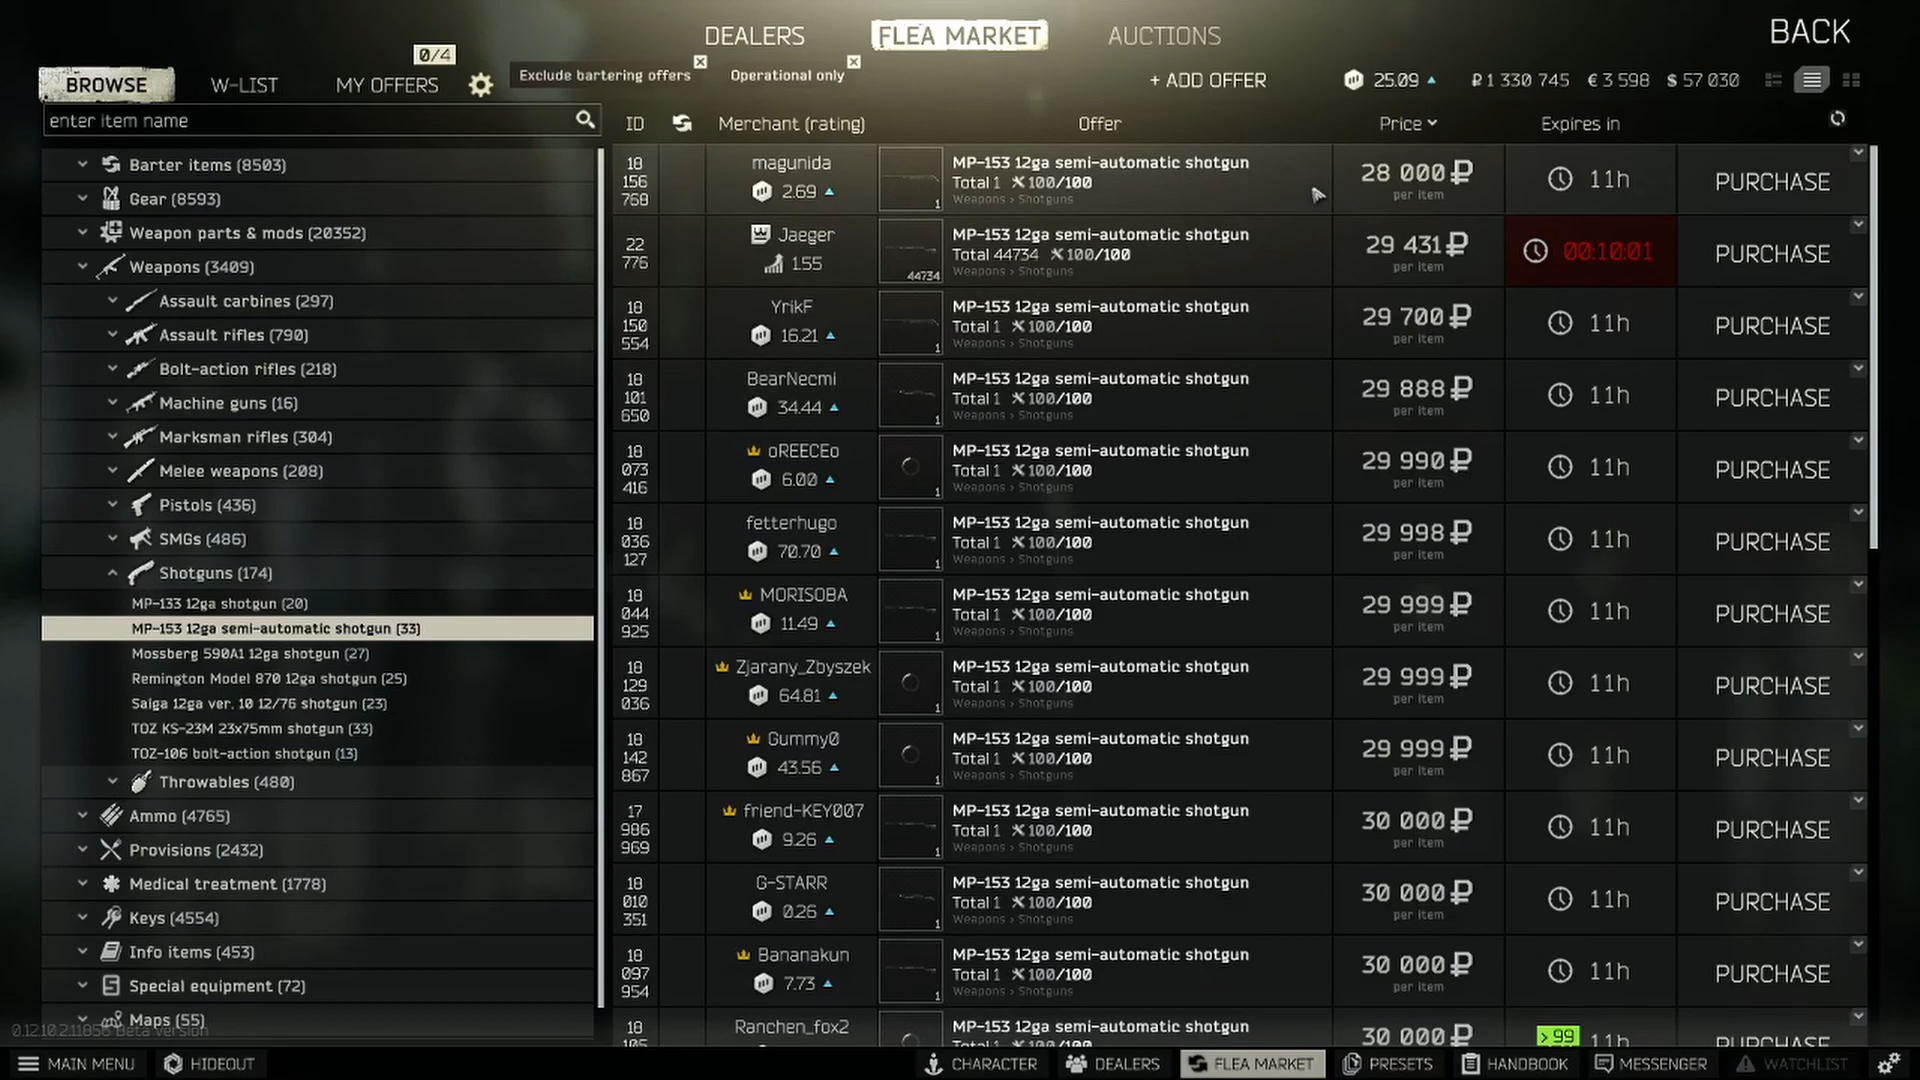 DEALERS
FLEA MARKET
AUCTIONS
BACK
BROWSE
W-LIST
0/4
MY OFFERS
Exclude bartering offers
Operational only
+ ADD OFFER
25.09
₽ 1 330 745
€ 3 598
$ 57 030
enter item name
ID
Merchant (rating)
Offer
Price
Expires in
Barter items (8503)
Gear (8593)
Weapon parts & mods (20352)
Weapons (3409)
Assault carbines (297)
Assault rifles (790)
Bolt-action rifles (218)
Machine guns (16)
Marksman rifles (304)
Melee weapons (208)
Pistols (436)
SMGs (486)
Shotguns (174)
MP-133 12ga shotgun (20)
MP-153 12ga semi-automatic shotgun (33)
Mossberg 590A1 12ga shotgun (27)
Remington Model 870 12ga shotgun (25)
Saiga 12ga ver. 10 12/76 shotgun (23)
TOZ KS-23M 23x75mm shotgun (33)
TOZ-106 bolt-action shotgun (13)
Throwables (480)
Ammo (4765)
Provisions (2432)
Medical treatment (1778)
Keys (4554)
Info items (453)
Special equipment (72)
Maps (55)
0.12.10.2.11856 Beta version
18 156 768
magunida
2.69
1
MP-153 12ga semi-automatic shotgun
Total 1 100/100
Weapons > Shotguns
28 000 ₽
per item
11h
PURCHASE
22 776
Jaeger
1.55
44734
MP-153 12ga semi-automatic shotgun
Total 44734 100/100
Weapons > Shotguns
29 431 ₽
per item
00:10:01
PURCHASE
18 150 554
YrikF
16.21
1
MP-153 12ga semi-automatic shotgun
Total 1 100/100
Weapons > Shotguns
29 700 ₽
per item
11h
PURCHASE
18 101 650
BearNecmi
34.44
1
MP-153 12ga semi-automatic shotgun
Total 1 100/100
Weapons > Shotguns
29 888 ₽
per item
11h
PURCHASE
18 073 416
oREECEo
6.00
1
MP-153 12ga semi-automatic shotgun
Total 1 100/100
Weapons > Shotguns
29 990 ₽
per item
11h
PURCHASE
18 036 127
fetterhugo
70.70
1
MP-153 12ga semi-automatic shotgun
Total 1 100/100
Weapons > Shotguns
29 998 ₽
per item
11h
PURCHASE
18 044 925
MORISOBA
11.49
1
MP-153 12ga semi-automatic shotgun
Total 1 100/100
Weapons > Shotguns
29 999 ₽
per item
11h
PURCHASE
18 129 036
Zjarany_Zbyszek
64.81
1
MP-153 12ga semi-automatic shotgun
Total 1 100/100
Weapons > Shotguns
29 999 ₽
per item
11h
PURCHASE
18 142 867
Gummy0
43.56
1
MP-153 12ga semi-automatic shotgun
Total 1 100/100
Weapons > Shotguns
29 999 ₽
per item
11h
PURCHASE
17 986 969
friend-KEY007
9.26
1
MP-153 12ga semi-automatic shotgun
Total 1 100/100
Weapons > Shotguns
30 000 ₽
per item
11h
PURCHASE
18 010 351
G-STARR
0.26
1
MP-153 12ga semi-automatic shotgun
Total 1 100/100
Weapons > Shotguns
30 000 ₽
per item
11h
PURCHASE
18 097 954
Bananakun
7.73
1
MP-153 12ga semi-automatic shotgun
Total 1 100/100
Weapons > Shotguns
30 000 ₽
per item
11h
PURCHASE
18
Ranchen_fox2
MP-153 12ga semi-automatic shotgun
30 000 ₽
>99
11h
PURCHASE
MAIN MENU
HIDEOUT
CHARACTER
DEALERS
FLEA MARKET
PRESETS
HANDBOOK
MESSENGER
WATCHLIST